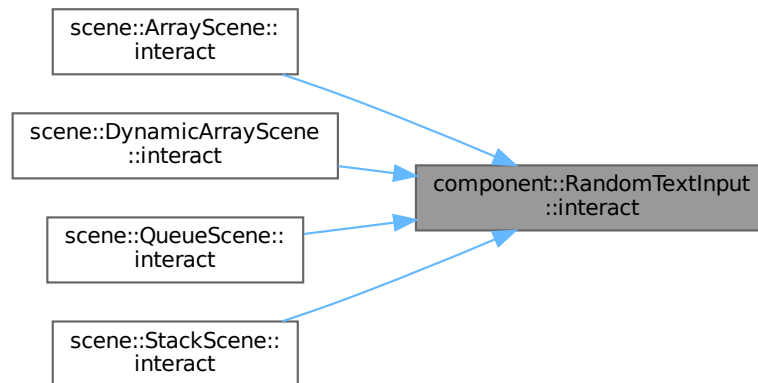 scene::ArrayScene::
interact
scene::DynamicArrayScene
::interact
scene::QueueScene::
interact
scene::StackScene::
interact
component::RandomTextInput
::interact